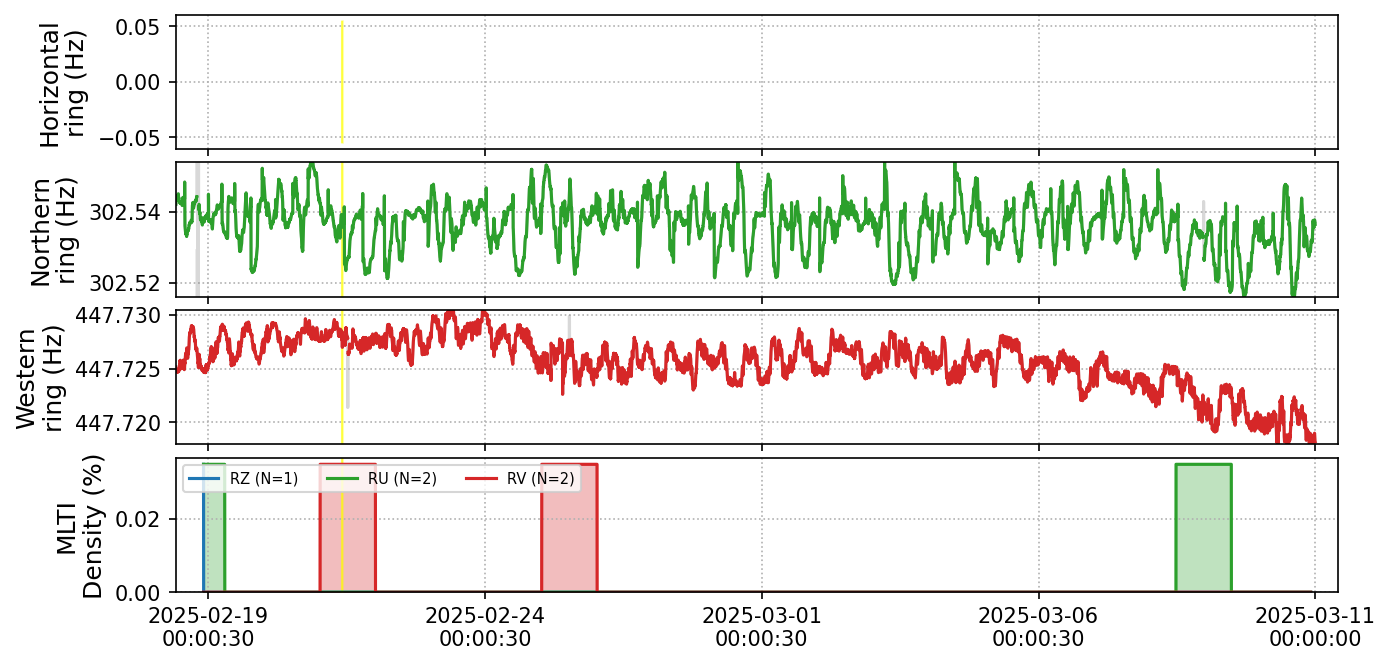 Horizontal
ring (Hz)
0.05
0.00
−0.05
Northern
ring (Hz)
302.54
302.52
Western
ring (Hz)
447.730
447.725
447.720
MLTI
Density (%)
0.02
0.00
RZ (N=1)
RU (N=2)
RV (N=2)
2025-02-19
00:00:30
2025-02-24
00:00:30
2025-03-01
00:00:30
2025-03-06
00:00:30
2025-03-11
00:00:00